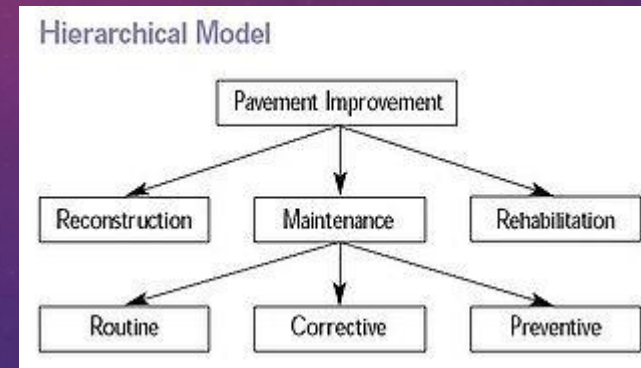 Hierarchical Model
Pavement Improvement
Reconstruction
Maintenance
Rehabilitation
Routine
Corrective
Preventive